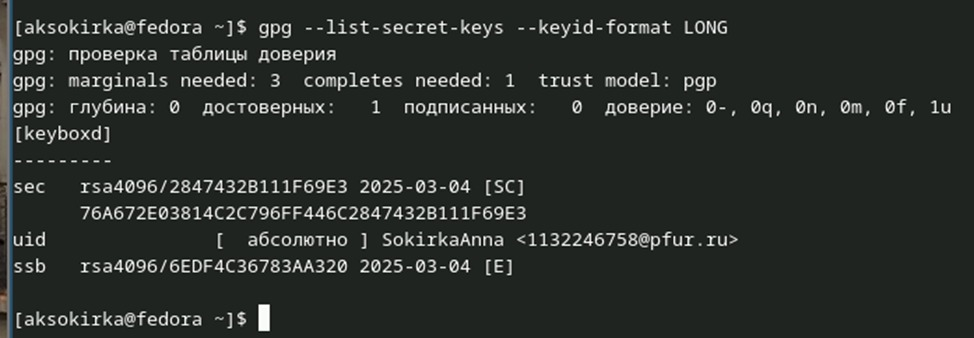 [aksokirka@fedora ~]$ gpg --list-secret-keys --keyid-format LONG
gpg: проверка таблицы доверия
gpg: marginals needed: 3  completes needed: 1  trust model: pgp
gpg: глубина: 0  достоверных:   1  подписанных:   0  доверие: 0-, 0q, 0n, 0m, 0f, 1u
[keyboxd]
---------
sec   rsa4096/2847432B111F69E3 2025-03-04 [SC]
      76A672E03814C2C796FF446C2847432B111F69E3
uid               [  абсолютно ] SokirkaAnna <1132246758@pfur.ru>
ssb   rsa4096/6EDF4C36783AA320 2025-03-04 [E]
[aksokirka@fedora ~]$